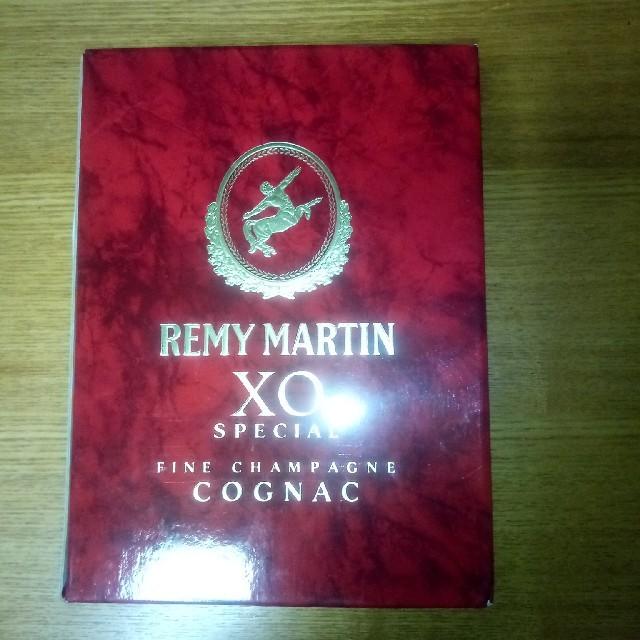 REMY MARTIN
XO
SPECIAL
FINE CHAMPAGNE
COGNAC